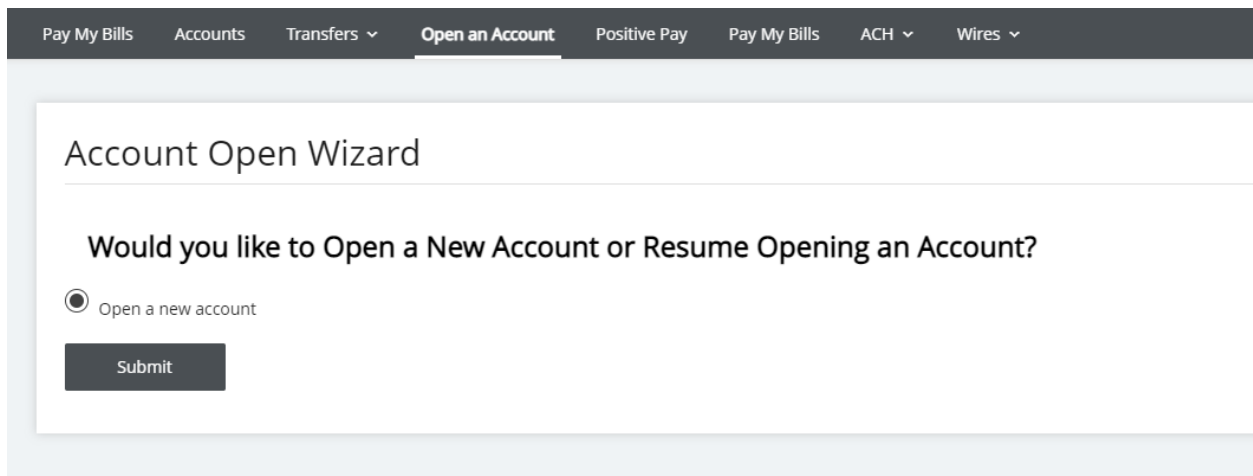 Pay My Bills Accounts Transfers Open an Account Positive Pay Pay My Bills ACH Wires
Account Open Wizard
Would you like to Open a New Account or Resume Opening an Account?
Open a new account
Submit